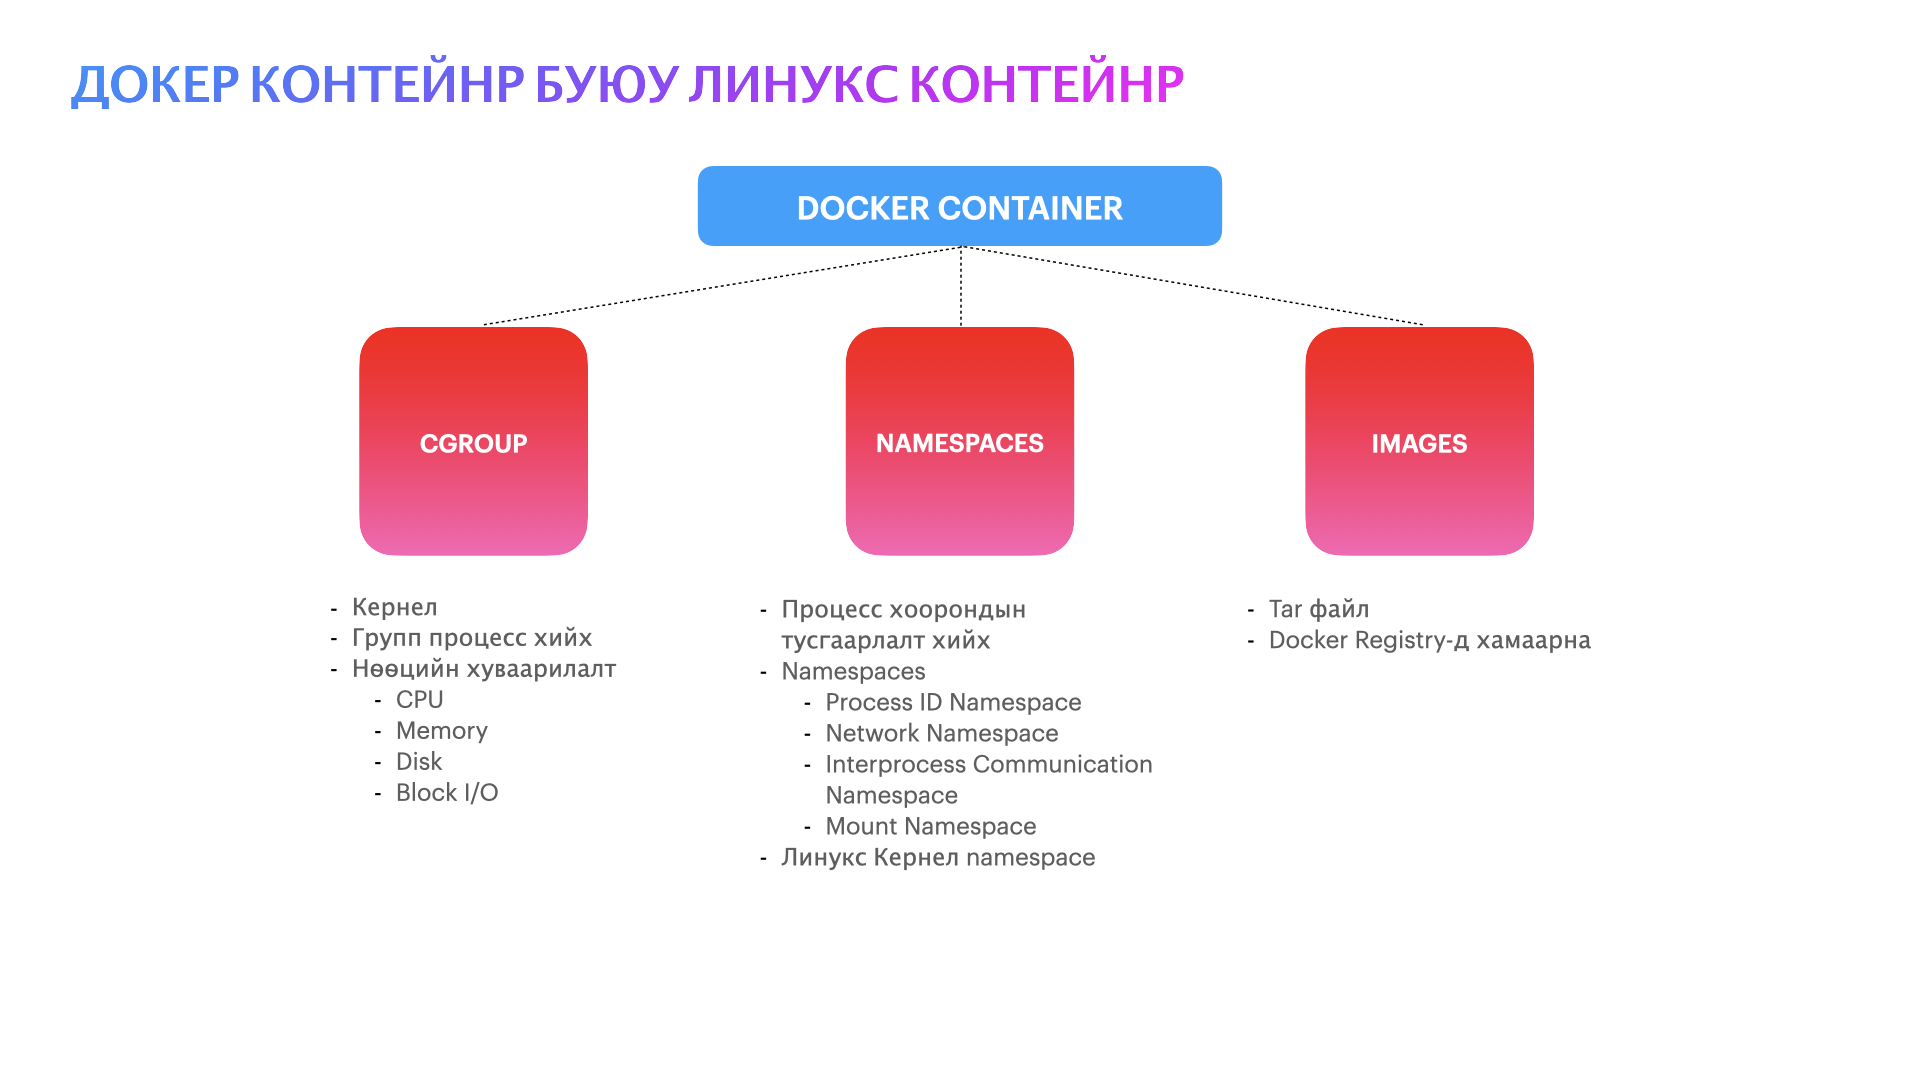 ДОКЕР КОНТЕЙНР БУЮУ ЛИНУКС КОНТЕЙНР
DOCKER CONTAINER
CGROUP
NAMESPACES
IMAGES
- Кернел
- Групп процесс хийх
- Нөөцийн хуваарилалт
- CPU
- Memory
- Disk
- Block I/O
- Процесс хоорондын
тусгаарлалт хийх
- Namespaces
- Process ID Namespace
- Network Namespace
- Interprocess Communication
Namespace
- Mount Namespace
- Линукс Кернел namespace
- Tar файл
- Docker Registry-д хамаарна